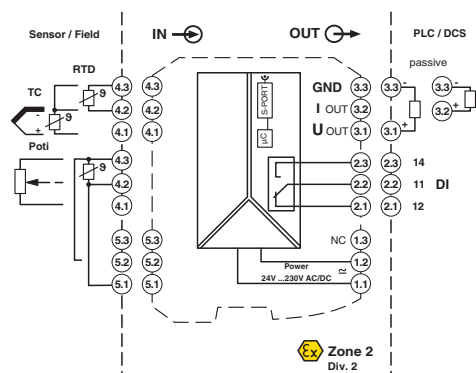 Sensor / Field
IN
OUT
PLC / DCS
RTD
TC
-
+
ϑ
ϑ
4.3
4.2
4.1
4.3
4.2
4.1
Poti
ϑ
4.3
4.2
4.1
5.3
5.2
5.1
5.3
5.2
5.1
S-PORT
µC
GND
I OUT
U OUT
3.3
3.2
3.1
3.3
3.1
-
+
passive
3.3
3.2
-
+
2.3
2.2
2.1
2.3
2.2
2.1
14
11
12
DI
NC
1.3
1.2
1.1
Power
24V ...230V AC/DC
≃
Ex
Zone 2
Div. 2